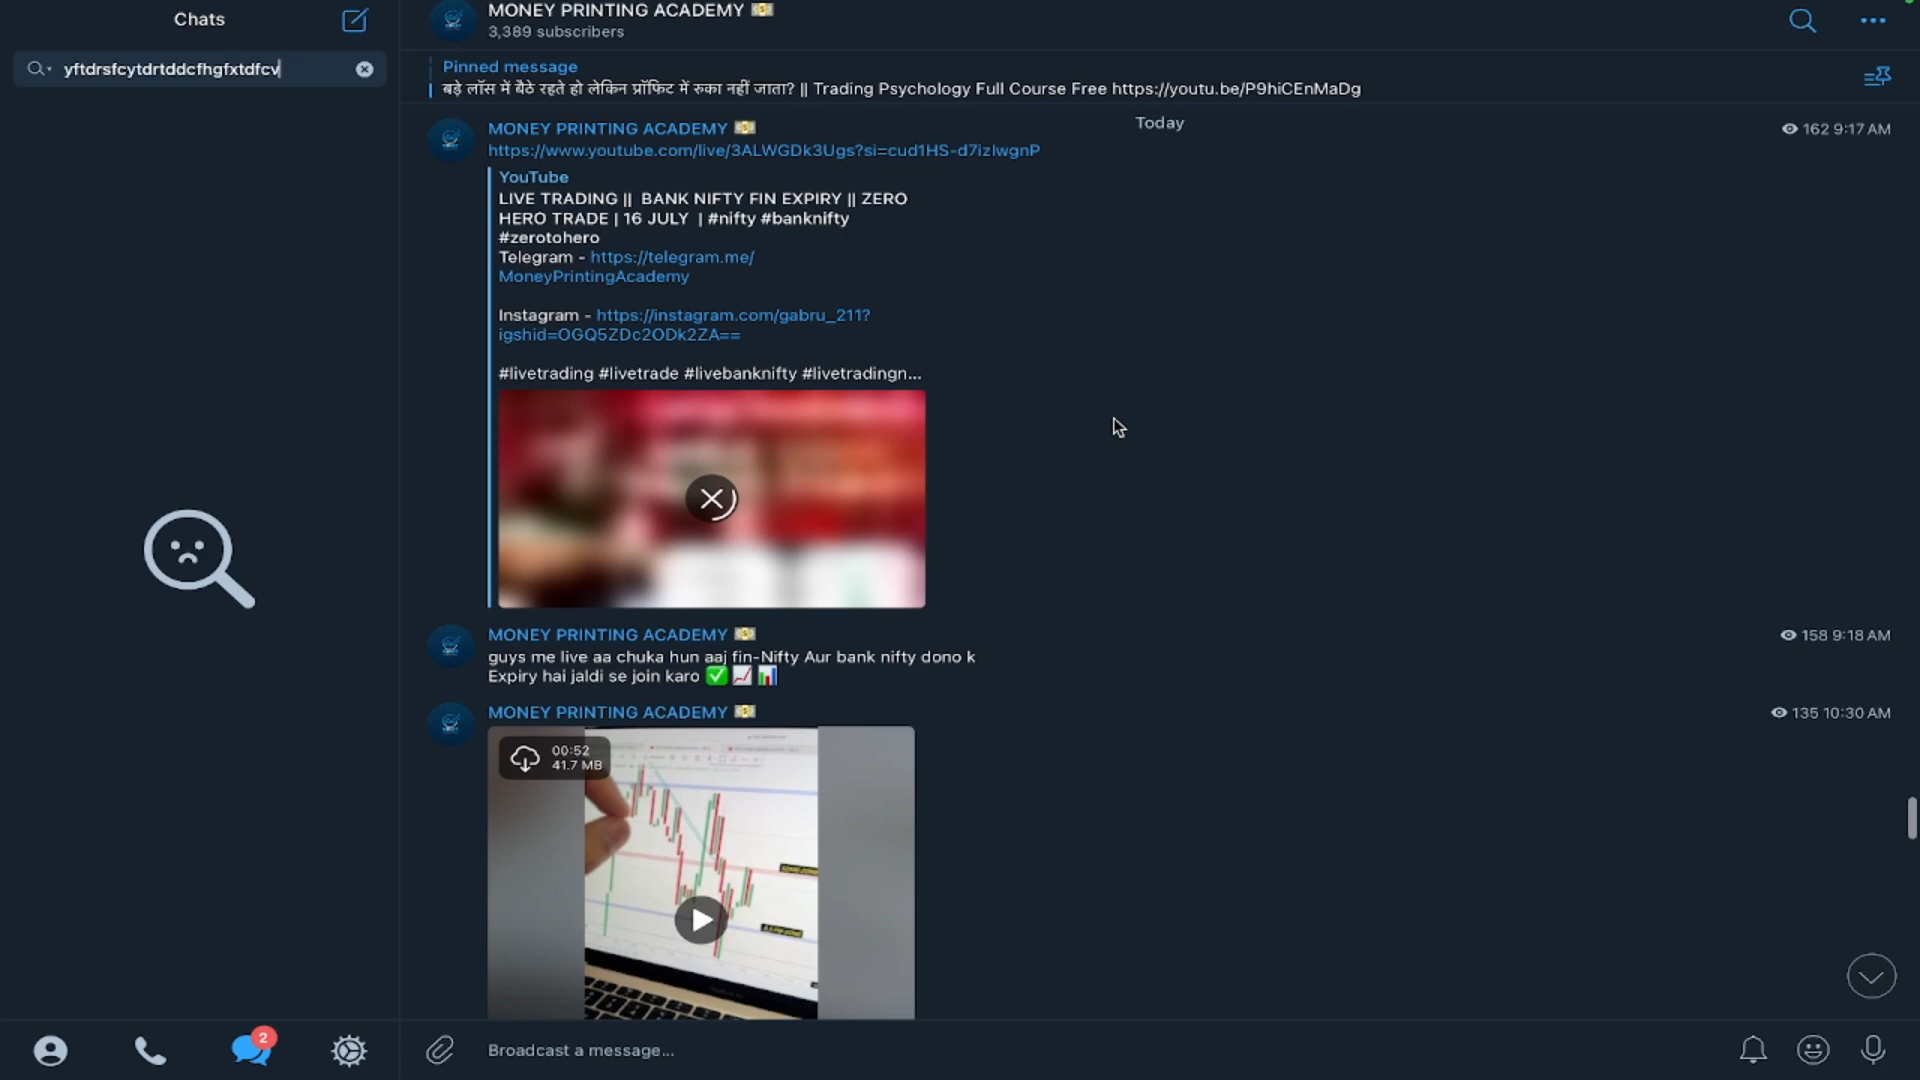 Chats
yftdrsfcytdrtddcfhgfxtdfcv
MONEY PRINTING ACADEMY
3,389 subscribers
Pinned message
बड़े लॉस में बैठे रहते हो लेकिन प्रॉफिट में रुका नहीं जाता? || Trading Psychology Full Course Free https://youtu.be/P9hiCEnMaDg
Today
MONEY PRINTING ACADEMY
162 9:17 AM
https://www.youtube.com/live/3ALWGDk3Ugs?si=cud1HS-d7izlwgnP
YouTube
LIVE TRADING || BANK NIFTY FIN EXPIRY || ZERO
HERO TRADE | 16 JULY | #nifty #banknifty
#zerotohero
Telegram - https://telegram.me/
MoneyPrintingAcademy
Instagram - https://instagram.com/gabru_211?
igshid=OGQ5ZDc2ODk2ZA==
#livetrading #livetrade #livebanknifty #livetradingn...
MONEY PRINTING ACADEMY
158 9:18 AM
guys me live aa chuka hun aaj fin-Nifty Aur bank nifty dono k
Expiry hai jaldi se join karo
MONEY PRINTING ACADEMY
135 10:30 AM
00:52
41.7 MB
2
Broadcast a message...